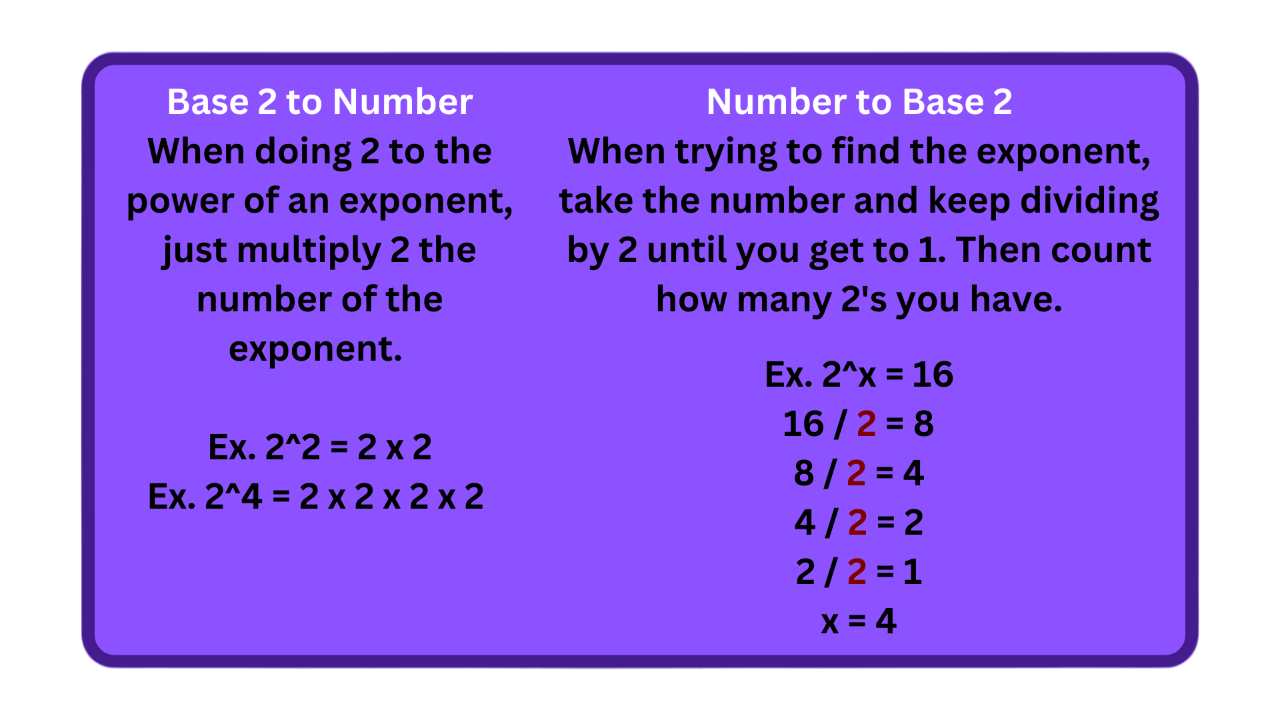 Base 2 to Number
When doing 2 to the
power of an exponent,
just multiply 2 the
number of the
exponent.
Ex. 2^2 = 2 x 2
Ex. 2^4 = 2 x 2 x 2 x 2
Number to Base 2
When trying to find the exponent,
take the number and keep dividing
by 2 until you get to 1. Then count
how many 2's you have.
Ex. 2^x = 16
16 / 2 = 8
8 / 2 = 4
4 / 2 = 2
2 / 2 = 1
x = 4